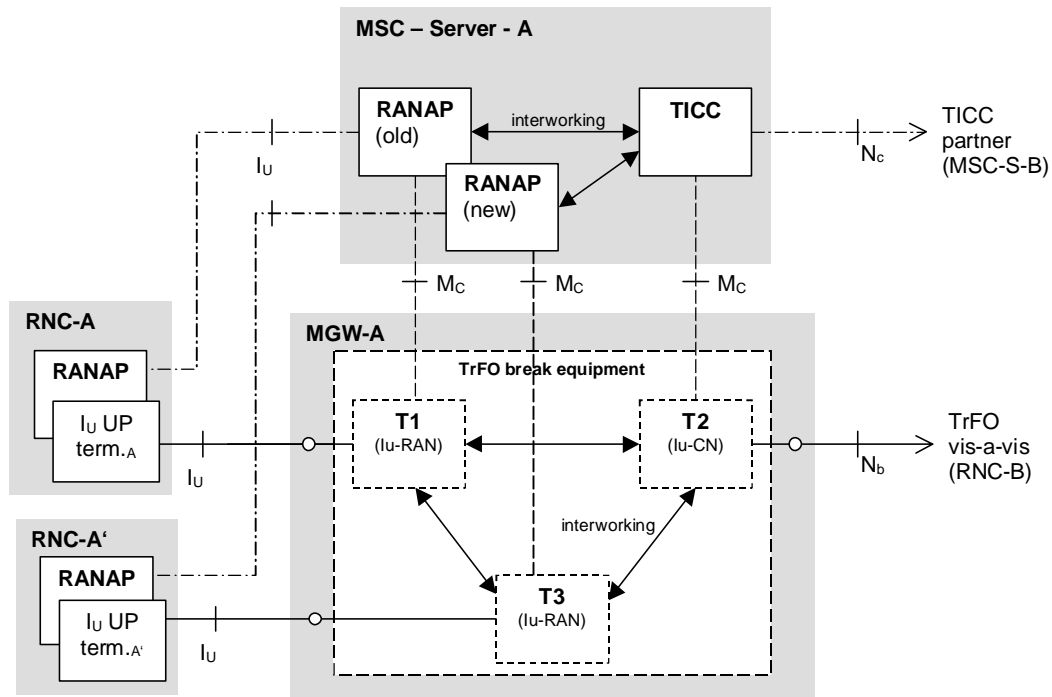 MSC – Server - A
RANAP
(old)
interworking
TICC
RANAP
(new)
TICC
partner
(MSC-S-B)
IU
NC
MC
MC
MC
RNC-A
RANAP
IU UP
term.A
IU
MGW-A
TrFO break equipment
T1
(Iu-RAN)
T2
(Iu-CN)
TrFO
vis-a-vis
(RNC-B)
Nb
interworking
T3
(Iu-RAN)
RNC-A‘
RANAP
IU UP
term.A‘
IU